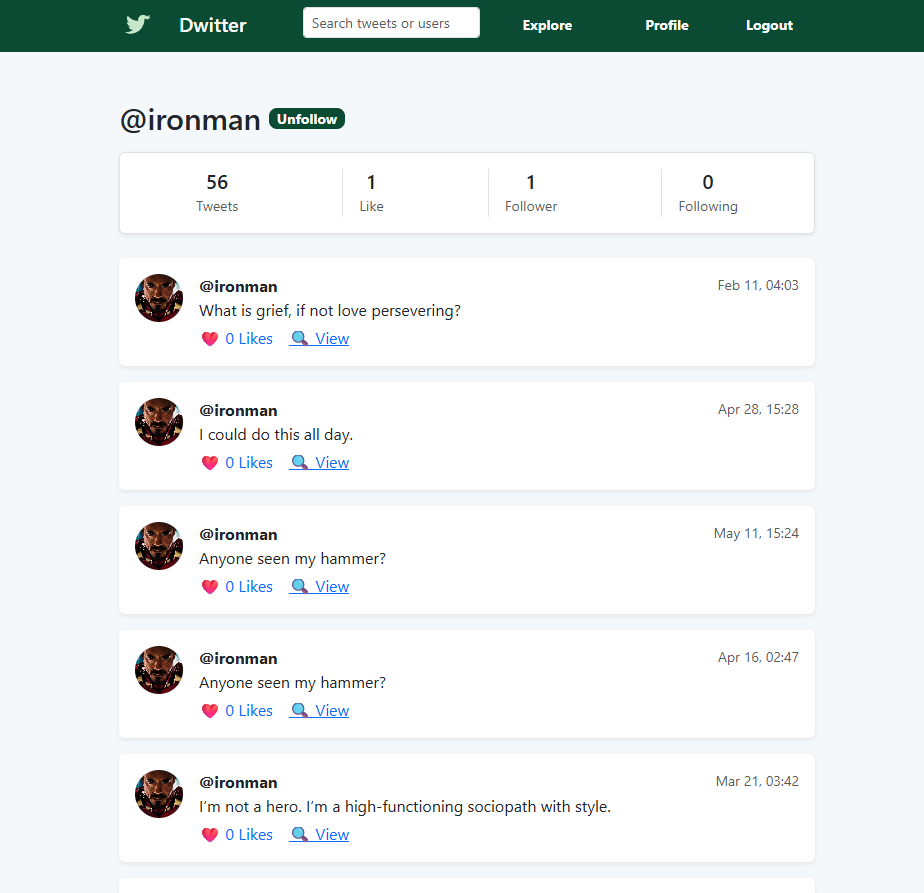 Dwitter
Search tweets or users
Explore
Profile
Logout
@ironman
Unfollow
56
Tweets
1
Like
1
Follower
0
Following
@ironman
Feb 11, 04:03
What is grief, if not love persevering?
0 Likes
View
@ironman
Apr 28, 15:28
I could do this all day.
0 Likes
View
@ironman
May 11, 15:24
Anyone seen my hammer?
0 Likes
View
@ironman
Apr 16, 02:47
Anyone seen my hammer?
0 Likes
View
@ironman
Mar 21, 03:42
I’m not a hero. I’m a high-functioning sociopath with style.
0 Likes
View